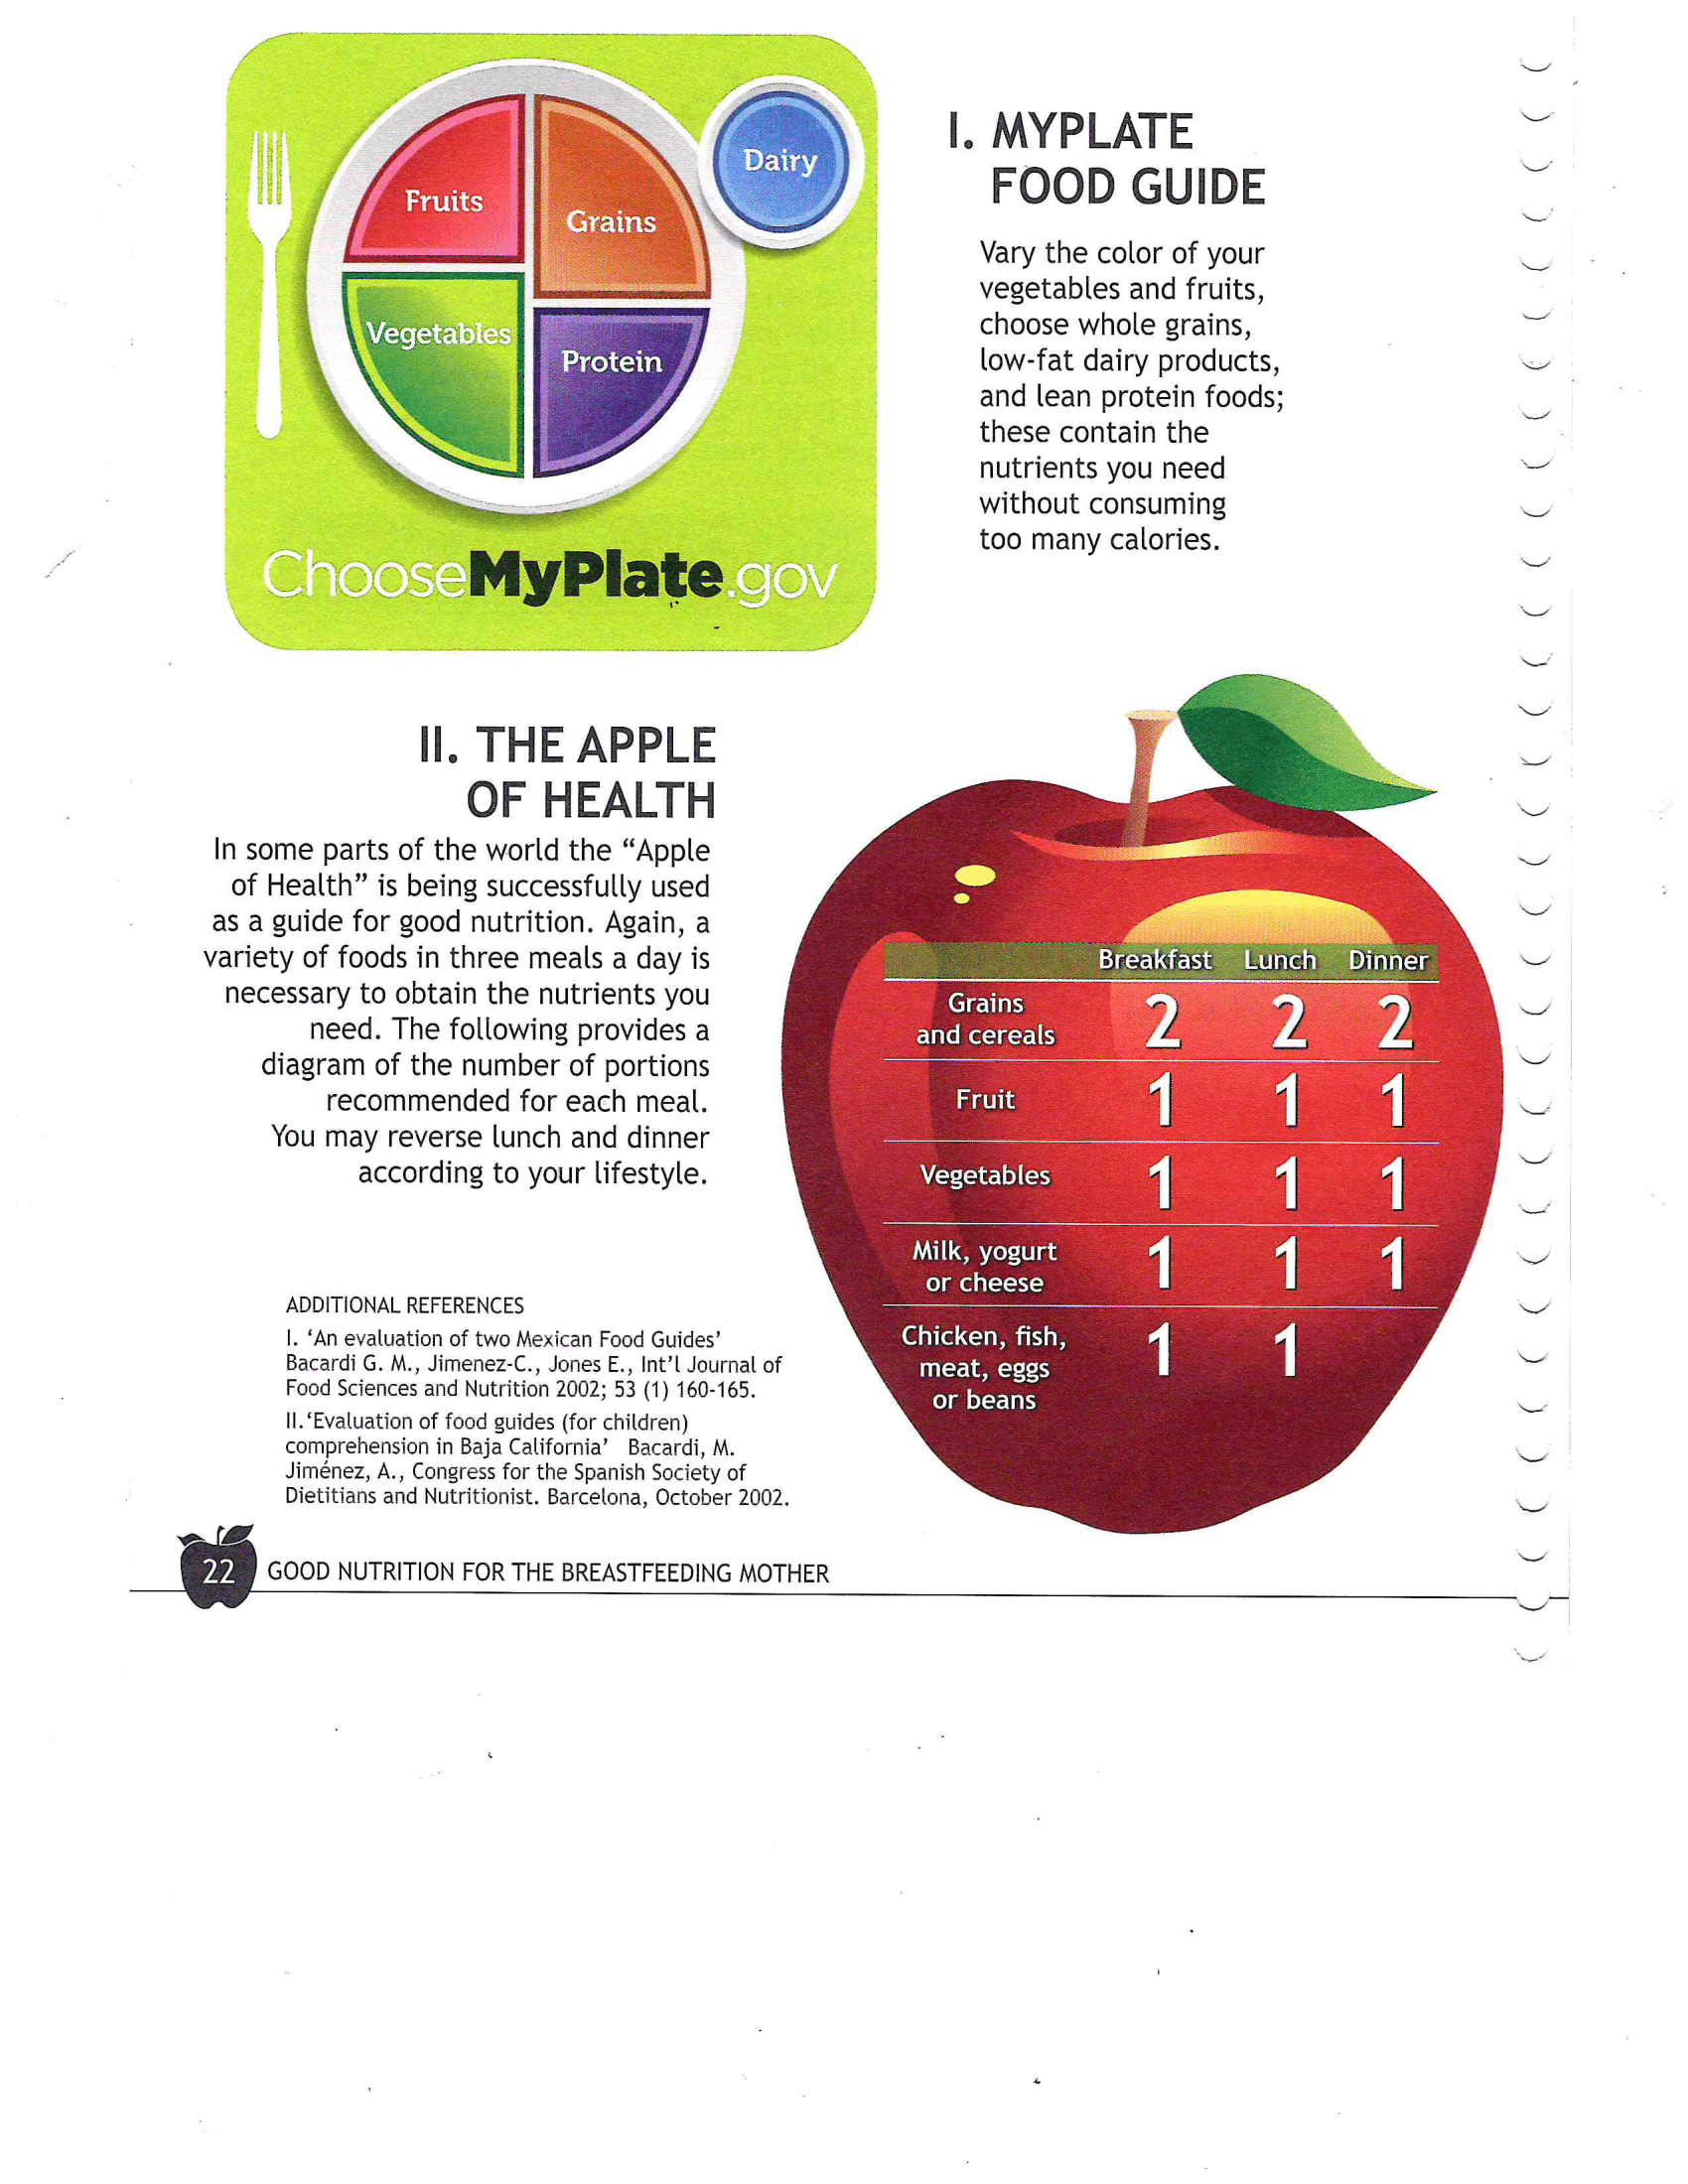 Fruits
Grains
Dairy
Vegetables
Protein
ChooseMyPlate.gov
I. MYPLATE
FOOD GUIDE
Vary the color of your
vegetables and fruits,
choose whole grains,
low-fat dairy products,
and lean protein foods;
these contain the
nutrients you need
without consuming
too many calories.
II. THE APPLE
OF HEALTH
In some parts of the world the “Apple
of Health” is being successfully used
as a guide for good nutrition. Again, a
variety of foods in three meals a day is
necessary to obtain the nutrients you
need. The following provides a
diagram of the number of portions
recommended for each meal.
You may reverse lunch and dinner
according to your lifestyle.
Breakfast Lunch Dinner
Grains
and cereals 2 2 2
Fruit 1 1 1
Vegetables 1 1 1
Milk, yogurt
or cheese 1 1 1
Chicken, fish,
meat, eggs 1 1
or beans
ADDITIONAL REFERENCES
I. ‘An evaluation of two Mexican Food Guides’
Bacardi G. M., Jimenez-C., Jones E., Int’l Journal of
Food Sciences and Nutrition 2002; 53 (1) 160-165.
II.‘Evaluation of food guides (for children)
comprehension in Baja California’ Bacardi, M.
Jiménez, A., Congress for the Spanish Society of
Dietitians and Nutritionist. Barcelona, October 2002.
22 GOOD NUTRITION FOR THE BREASTFEEDING MOTHER